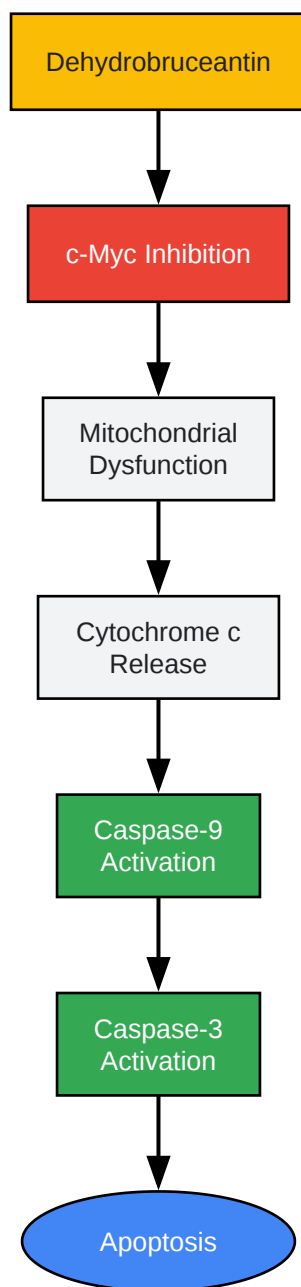 Dehydrobruceantin
c-Myc Inhibition
Mitochondrial
Dysfunction
Cytochrome c
Release
Caspase-9
Activation
Caspase-3
Activation
Apoptosis